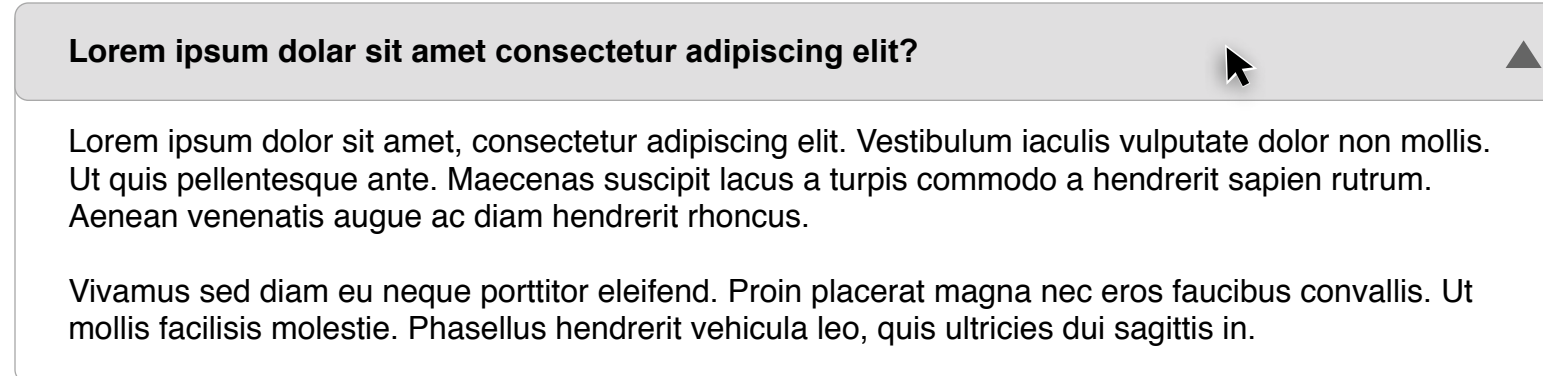 Lorem ipsum dolar sit amet consectetur adipiscing elit?
Lorem ipsum dolor sit amet, consectetur adipiscing elit. Vestibulum iaculis vulputate dolor non mollis.
Ut quis pellentesque ante. Maecenas suscipit lacus a turpis commodo a hendrerit sapien rutrum.
Aenean venenatis augue ac diam hendrerit rhoncus.
Vivamus sed diam eu neque porttitor eleifend. Proin placerat magna nec eros faucibus convallis. Ut
mollis facilisis molestie. Phasellus hendrerit vehicula leo, quis ultricies dui sagittis in.